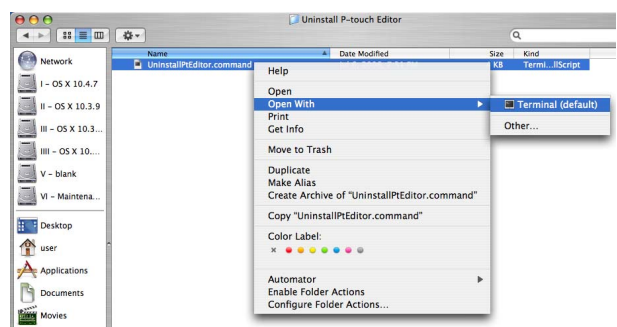 Uninstall P-touch Editor
Name
Date Modified
Size
Kind
UninstallPtEditor.command
KB
Termi...llScript
Network
I - OS X 10.4.7
II - OS X 10.3.9
III - OS X 10.3...
IIII - OS X 10....
V - blank
VI - Maintena...
Desktop
user
Applications
Documents
Movies
Help
Open
Open With
Print
Get Info
Move to Trash
Duplicate
Make Alias
Create Archive of “UninstallPtEditor.command”
Copy “UninstallPtEditor.command”
Color Label:
Automator
Enable Folder Actions
Configure Folder Actions...
Terminal (default)
Other...